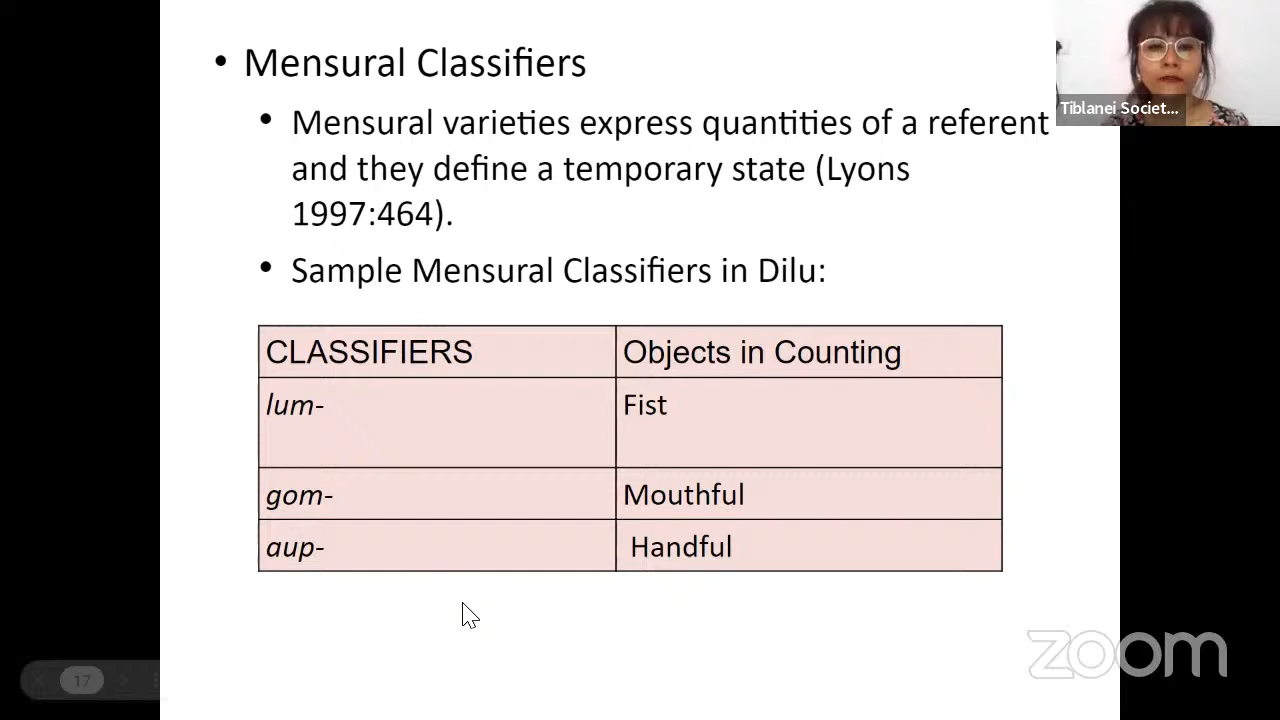 • Mensural Classifiers
• Mensural varieties express quantities of a referent
and they define a temporary state (Lyons
1997:464).
• Sample Mensural Classifiers in Dilu:
CLASSIFIERS Objects in Counting
lum- Fist
gom- Mouthful
aup- Handful
Tiblanei Societ...
17
zoom